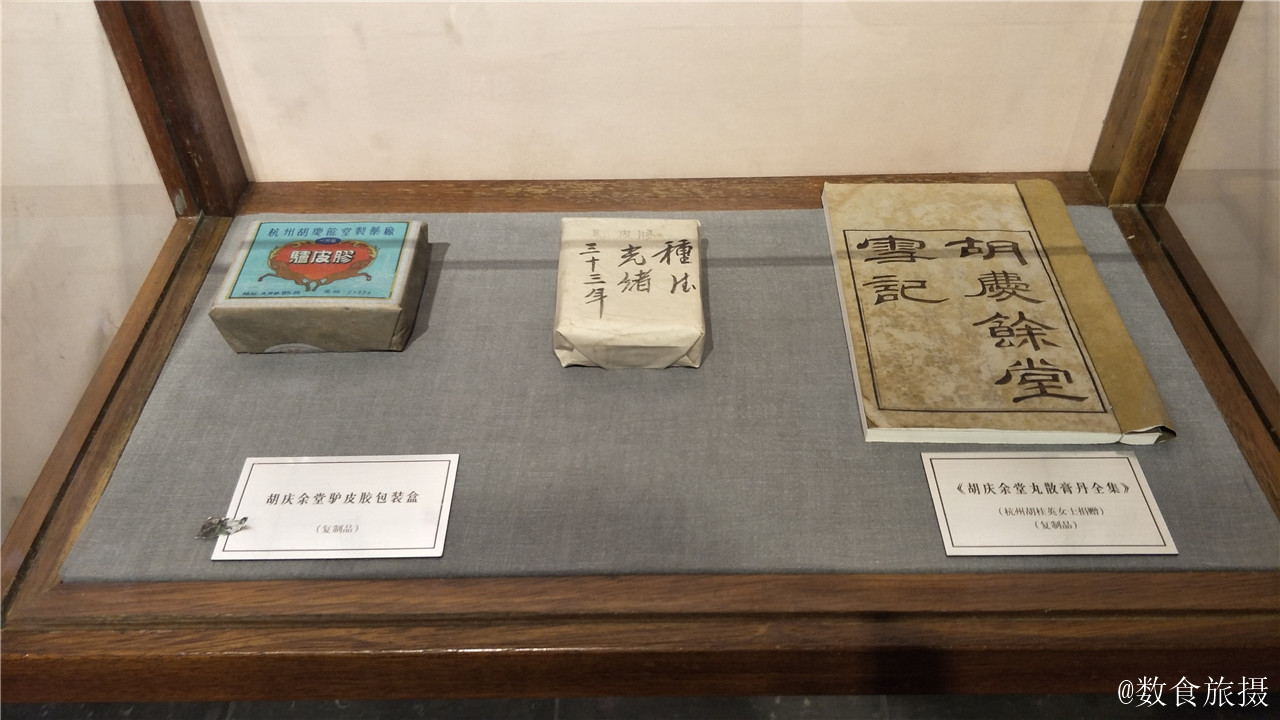 杭州胡慶餘堂製藥廠
驢皮膠
種德
光緒
三十三年
胡慶餘堂
雪記
胡庆余堂驴皮胶包装盒
（复制品）
《胡庆余堂丸散膏丹全集》
（杭州胡桂英女士捐赠）
（复制品）
@数食旅摄